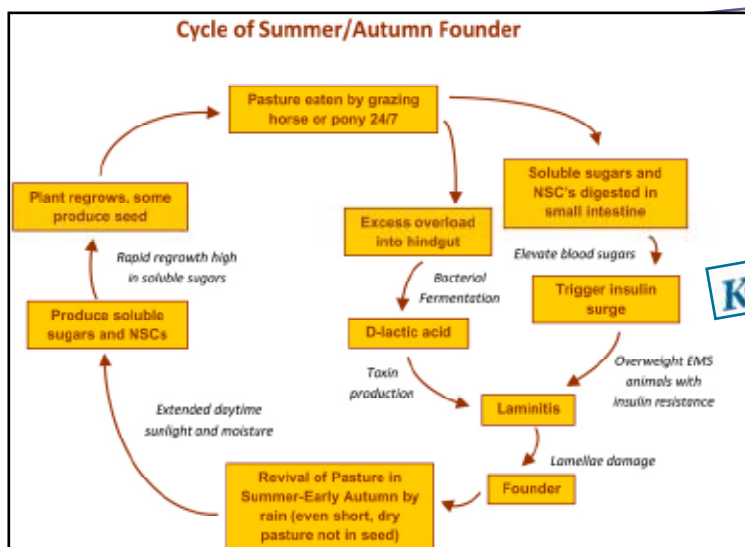 Cycle of Summer/Autumn Founder
Pasture eaten by grazing
horse or pony 24/7
Plant regrows, some
produce seed
Soluble sugars and
NSC's digested in
small intestine
Excess overload
into hindgut
Rapid regrowth high
in soluble sugars
Elevate blood sugars
Bacterial
Fermentation
Trigger insulin
surge
K
Produce soluble
sugars and NSCs
D-lactic acid
Toxin
production
Overweight EMS
animals with
insulin resistance
Laminitis
Extended daytime
sunlight and moisture
Lamellae damage
Revival of Pasture in
Summer-Early Autumn by
rain (even short, dry
pasture not in seed)
Founder